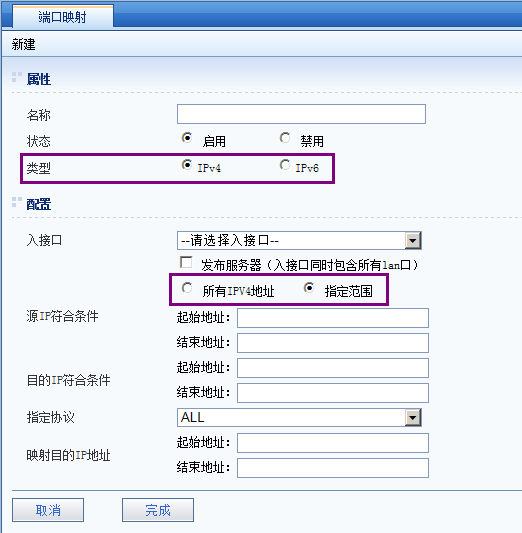 端口映射
新建
属性
名称
状态 启用 禁用
类型 IPv4 IPv6
配置
入接口 --请选择入接口--
发布服务器（入接口同时包含所有lan口）
所有IPV4地址 指定范围
源IP符合条件 起始地址：
结束地址：
目的IP符合条件 起始地址：
结束地址：
指定协议 ALL
映射目的IP地址 起始地址：
结束地址：
取消 完成